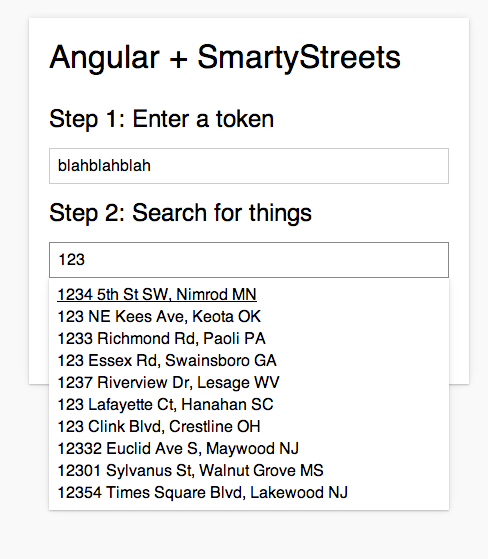 Angular + SmartyStreets
Step 1: Enter a token
blahblahblah
Step 2: Search for things
123
1234 5th St SW, Nimrod MN
123 NE Kees Ave, Keota OK
1233 Richmond Rd, Paoli PA
123 Essex Rd, Swainsboro GA
1237 Riverview Dr, Lesage WV
123 Lafayette Ct, Hanahan SC
123 Clink Blvd, Crestline OH
12332 Euclid Ave S, Maywood NJ
12301 Sylvanus St, Walnut Grove MS
12354 Times Square Blvd, Lakewood NJ